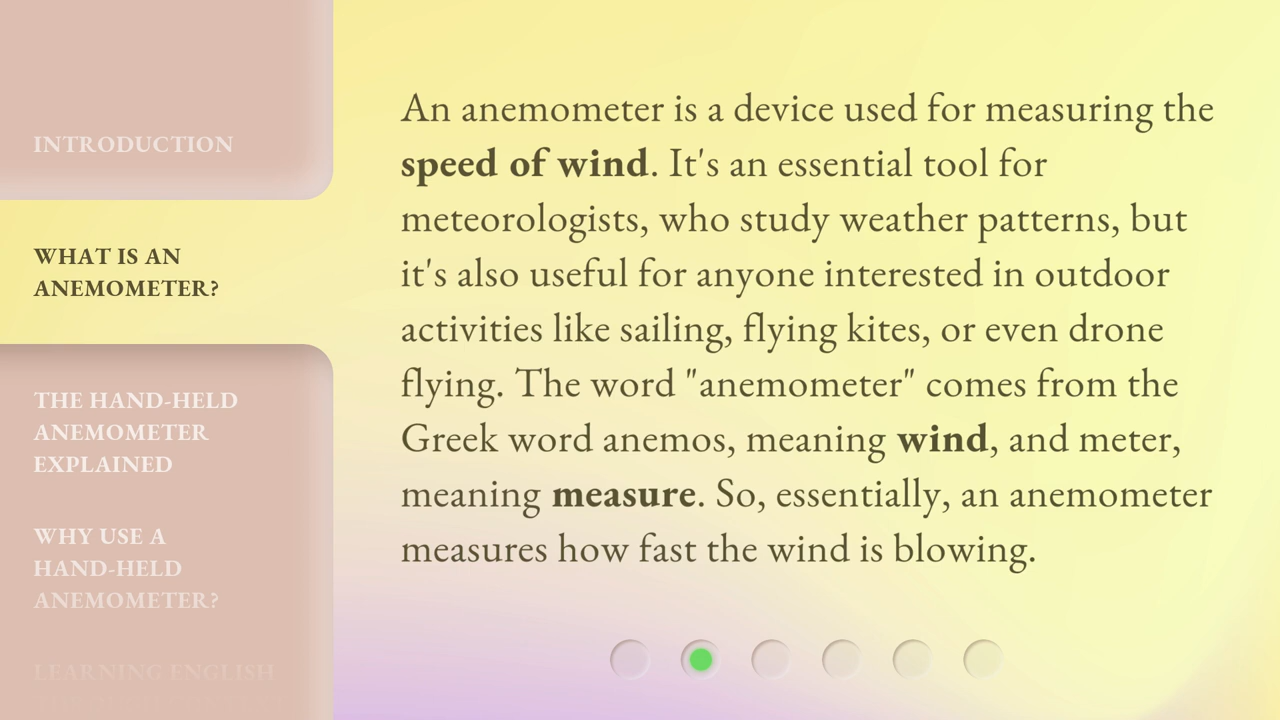 INTRODUCTION
WHAT IS AN
ANEMOMETER?
THE HAND-HELD
ANEMOMETER
EXPLAINED
WHY USE A
HAND-HELD
ANEMOMETER?
LEARNING ENGLISH
An anemometer is a device used for measuring the
speed of wind. It's an essential tool for
meteorologists, who study weather patterns, but
it's also useful for anyone interested in outdoor
activities like sailing, flying kites, or even drone
flying. The word "anemometer" comes from the
Greek word anemos, meaning wind, and meter,
meaning measure. So, essentially, an anemometer
measures how fast the wind is blowing.